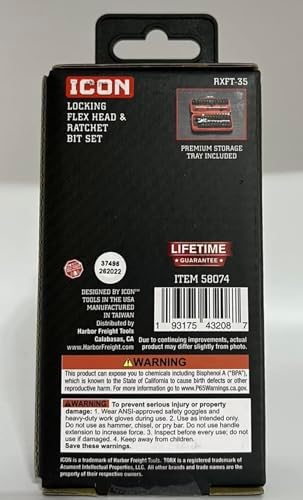 ICON
RXFT-35
LOCKING
FLEX HEAD &
RATCHET
BIT SET
PREMIUM STORAGE
TRAY INCLUDED
LIFETIME
GUARANTEE
ITEM 58074
37496
262022
1 93175 43208 7
DESIGNED BY ICON™
TOOLS IN THE USA
MANUFACTURED
IN TAIWAN
Distributed by
Harbor Freight Tools
Calabasas, CA
www.HarborFreight.com
Due to continuing improvements, actual
product may differ slightly from photo.
WARNING
This product can expose you to chemicals including Bisphenol A ("BPA"),
which is known to the State of California to cause birth defects or other
reproductive harm. For more information go to www.P65Warnings.ca.gov.
WARNING To prevent serious injury or property
damage: 1. Wear ANSI-approved safety goggles and
heavy-duty work gloves during use. 2. Use as intended only.
Do not use as hammer, chisel, or pry bar. Do not use handle
extension to increase force. 3. Inspect before every use; do not
use if damaged. 4. Keep away from children.
Save these warnings.
ICON is a trademark of Harbor Freight Tools. TORX is a registered trademark of
Acument Intellectual Properties, LLC. All other brands and trade names are the
property of their respective owners.